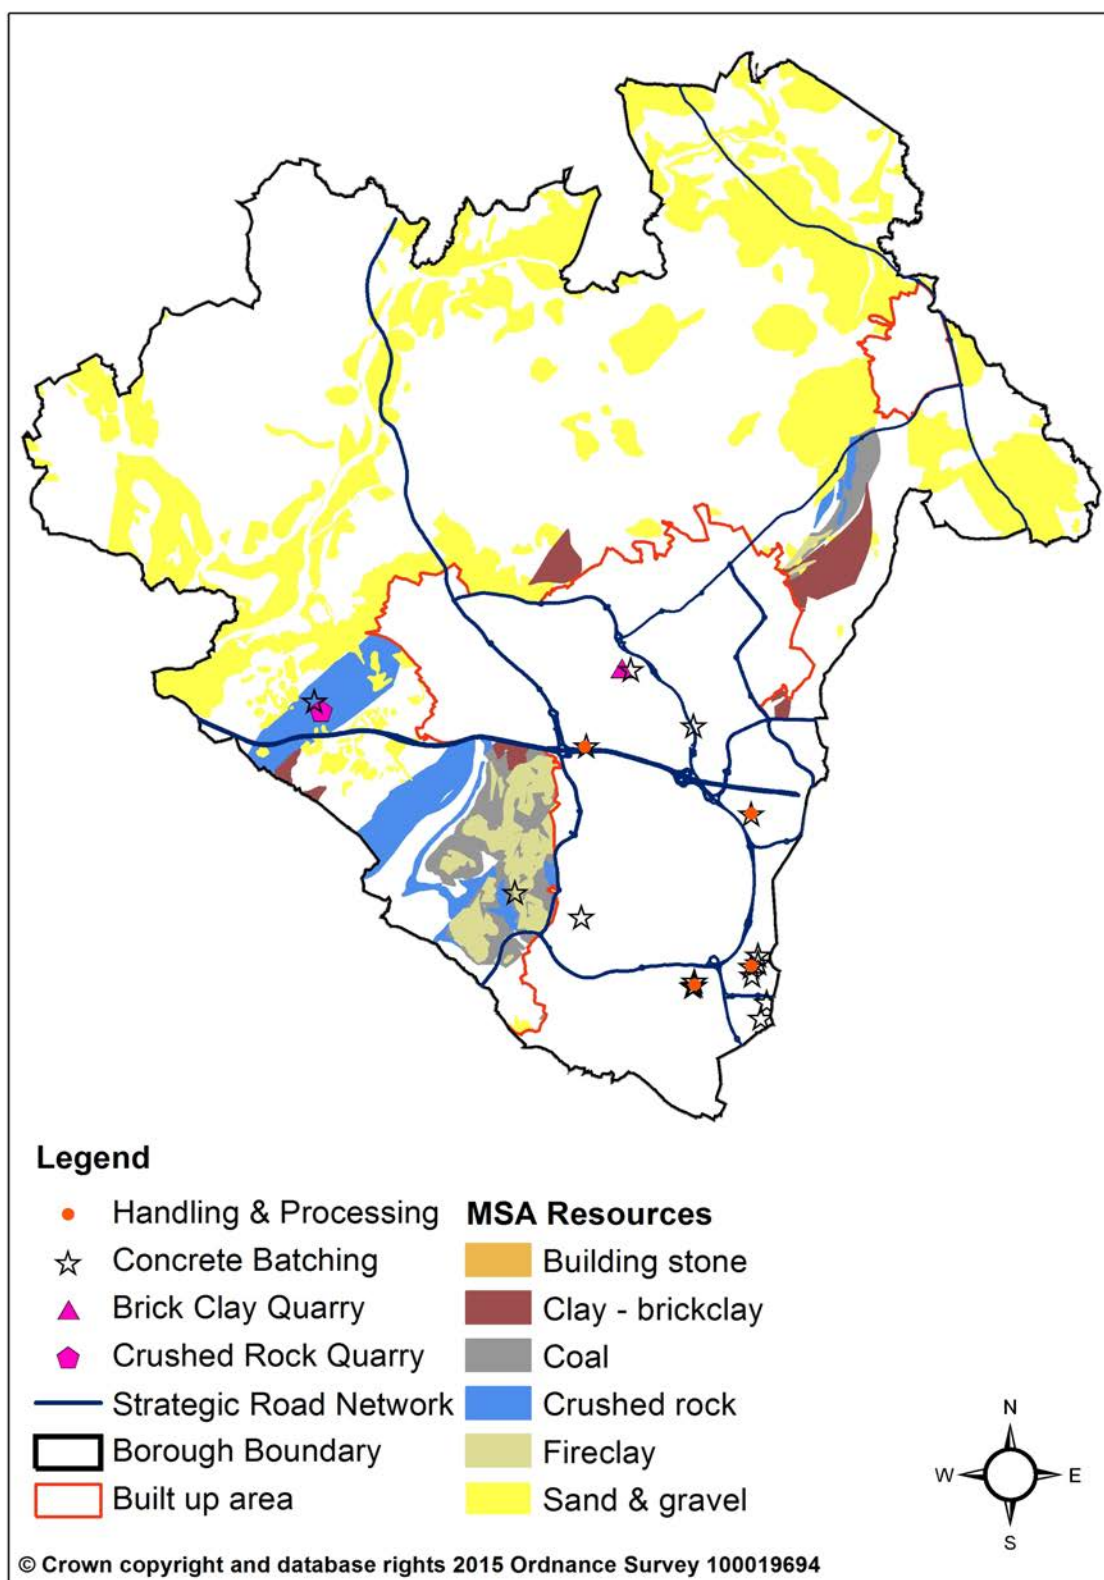 Legend
Handling & Processing
Concrete Batching
Brick Clay Quarry
Crushed Rock Quarry
Strategic Road Network
Borough Boundary
Built up area
MSA Resources
Building stone
Clay - brickclay
Coal
Crushed rock
Fireclay
Sand & gravel
N
W E
S
© Crown copyright and database rights 2015 Ordnance Survey 100019694